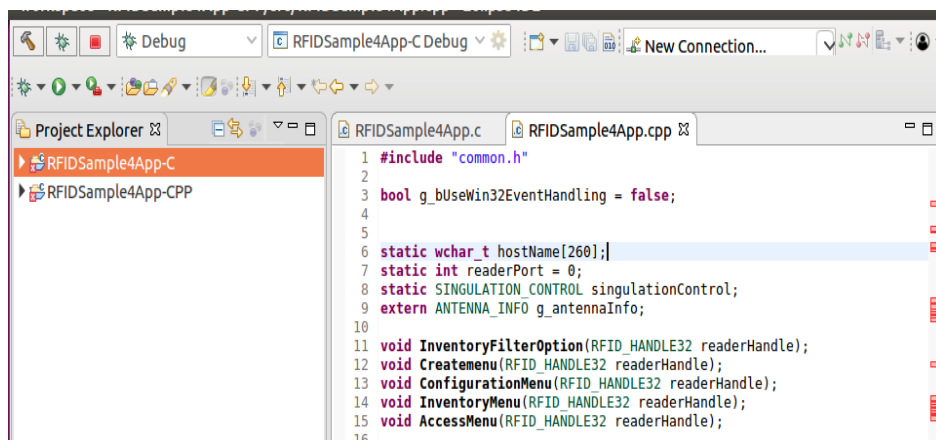 Debug
RFIDSample4App-C Debug
New Connection...
Project Explorer
RFIDSample4App-C
RFIDSample4App-CPP
RFIDSample4App.c
RFIDSample4App.cpp
1 #include "common.h"
2
3 bool g_bUseWin32EventHandling = false;
4
5
6 static wchar_t hostName[260];
7 static int readerPort = 0;
8 static SINGULATION_CONTROL singulationControl;
9 extern ANTENNA_INFO g_antennaInfo;
10
11 void InventoryFilterOption(RFID_HANDLE32 readerHandle);
12 void Createmenu(RFID_HANDLE32 readerHandle);
13 void ConfigurationMenu(RFID_HANDLE32 readerHandle);
14 void InventoryMenu(RFID_HANDLE32 readerHandle);
15 void AccessMenu(RFID_HANDLE32 readerHandle);